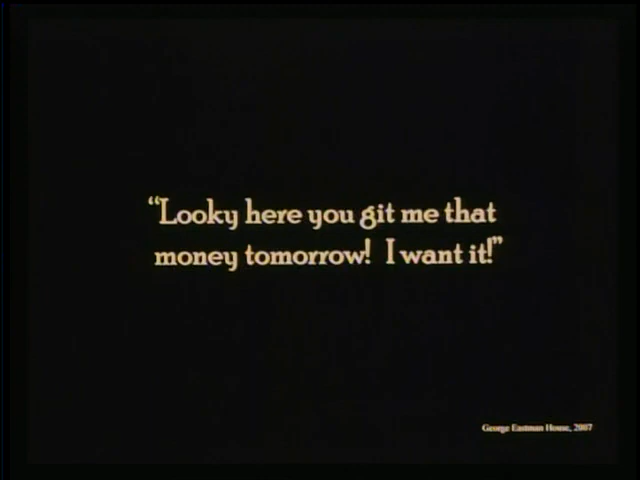 “Looky here you git me that
money tomorrow!  I want it!”
George Eastman House, 2007